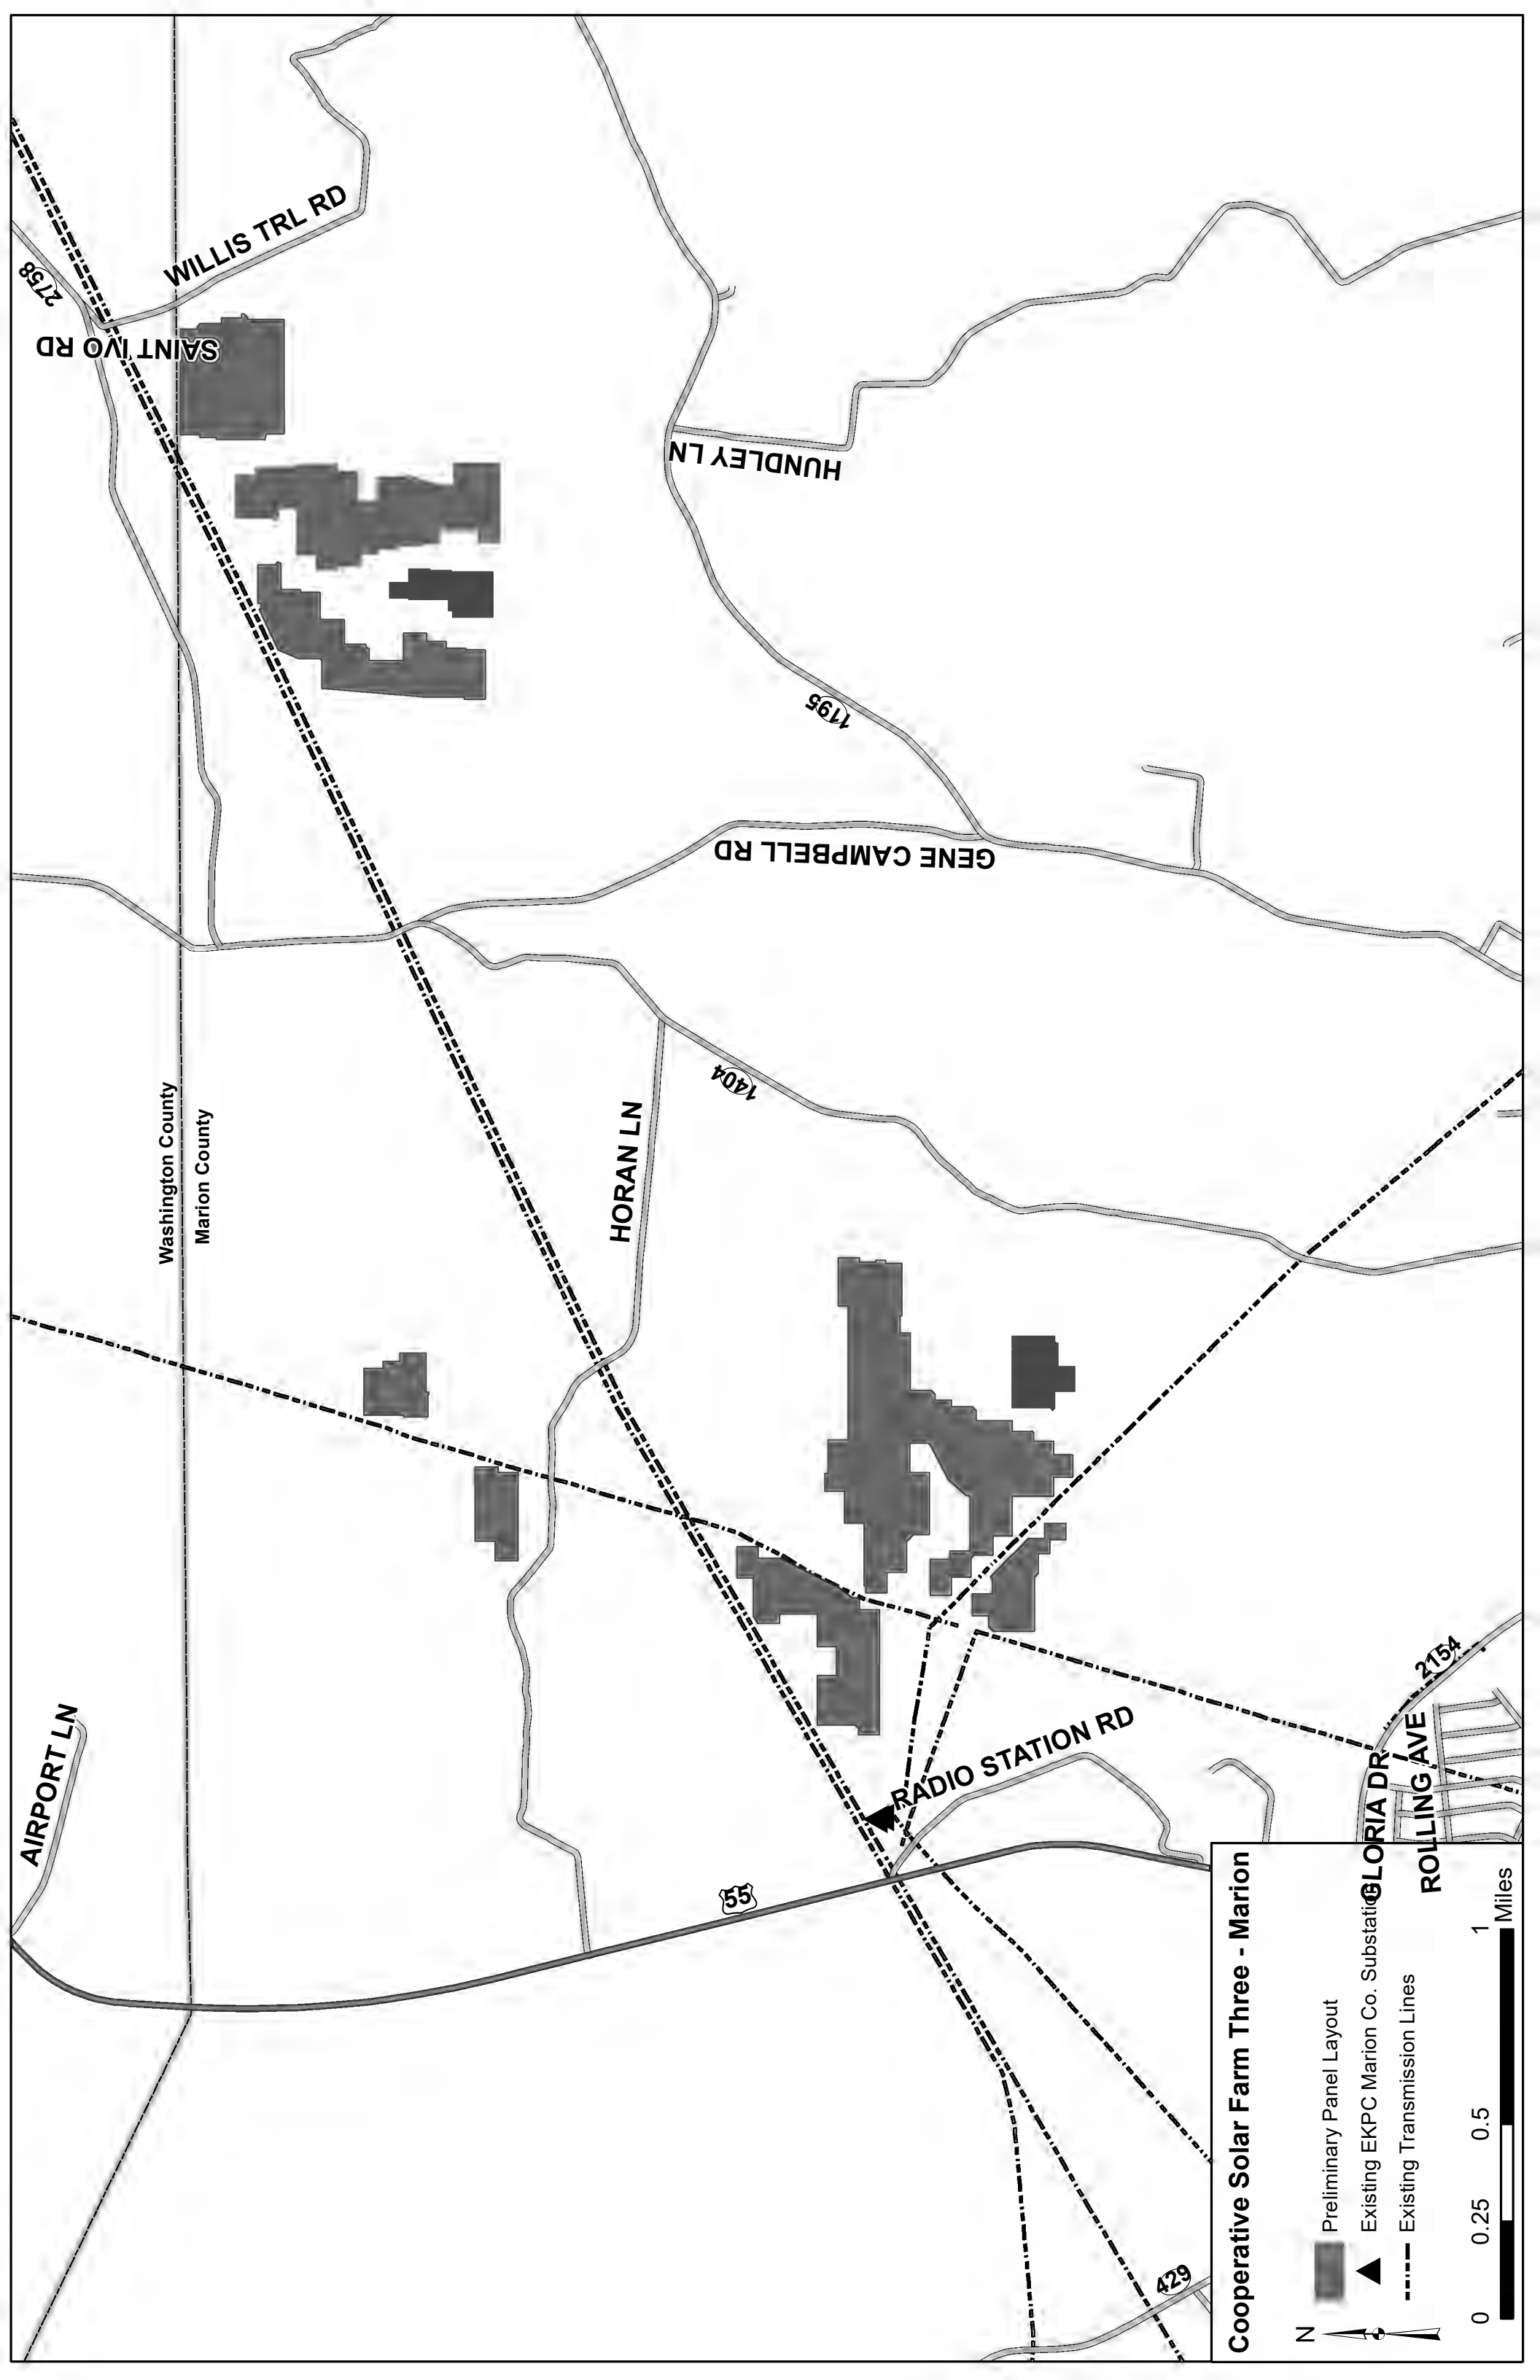 2758
WILLIS TRL RD
SAINT IVO RD
HUNDLEY LN
1195
GENE CAMPBELL RD
Washington County
Marion County
HORAN LN
1404
AIRPORT LN
55
RADIO STATION RD
2154
GLORIA DR
ROLLING AVE
429
Cooperative Solar Farm Three - Marion
Preliminary Panel Layout
Existing EKPC Marion Co. Substation
Existing Transmission Lines
N
0 0.25 0.5 1
Miles